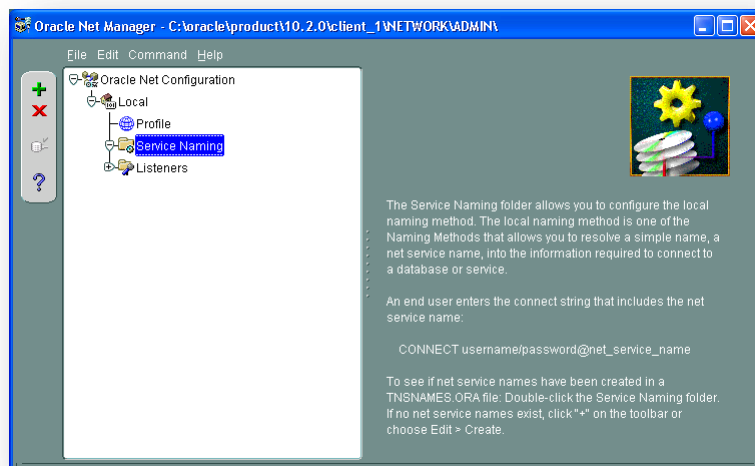 Oracle Net Manager - C:\oracle\product\10.2.0\client_1\NETWORK\ADMIN\
File Edit Command Help
Oracle Net Configuration
Local
Profile
Service Naming
Listeners
The Service Naming folder allows you to configure the local
naming method. The local naming method is one of the
Naming Methods that allows you to resolve a simple name, a
net service name, into the information required to connect to
a database or service.
An end user enters the connect string that includes the net
service name:
CONNECT username/password@net_service_name
To see if net service names have been created in a
TNSNAMES.ORA file: Double-click the Service Naming folder.
If no net service names exist, click "+" on the toolbar or
choose Edit > Create.